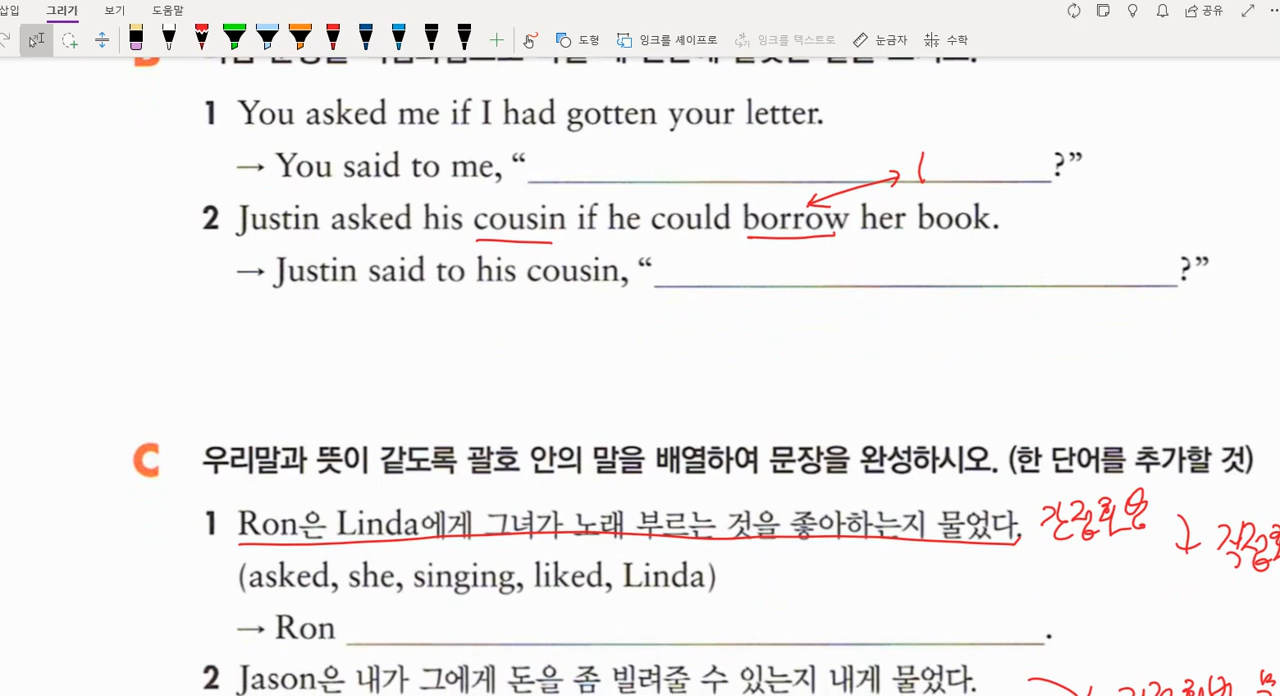 삽입 그리기 보기 도움말
공유
도형 잉크를 셰이프로 잉크를 텍스트로 눈금자 수학
1 You asked me if I had gotten your letter.
→ You said to me, “ ?”
2 Justin asked his cousin if he could borrow her book.
→ Justin said to his cousin, “ ?”
C 우리말과 뜻이 같도록 괄호 안의 말을 배열하여 문장을 완성하시오. (한 단어를 추가할 것)
1 Ron은 Linda에게 그녀가 노래 부르는 것을 좋아하는지 물었다. 간접화용
(asked, she, singing, liked, Linda)
→ Ron .
2 Jason은 내가 그에게 돈을 좀 빌려줄 수 있는지 내게 물었다.